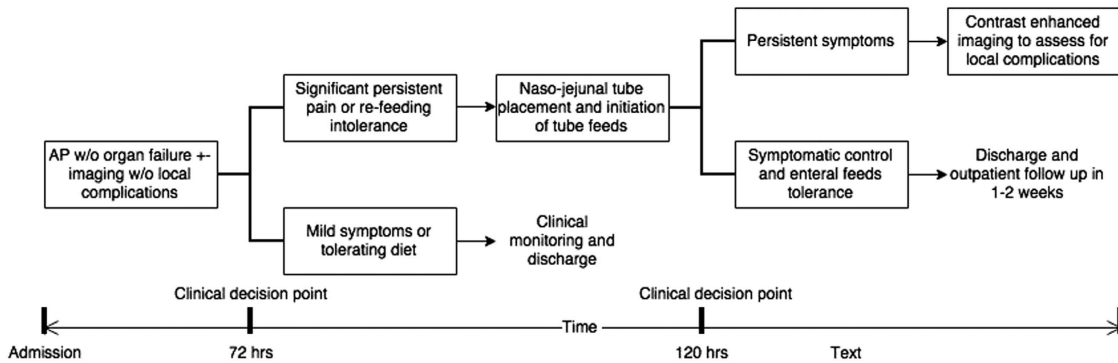 Persistent symptoms
Contrast enhanced
imaging to assess for
local complications
Significant persistent
pain or re-feeding
intolerance
Naso-jejunal tube
placement and initiation
of tube feeds
AP w/o organ failure +-
imaging w/o local
complications
Symptomatic control
and enteral feeds
tolerance
Discharge and
outpatient follow up in
1-2 weeks
Mild symptoms or
tolerating diet
Clinical
monitoring and
discharge
Clinical decision point
Clinical decision point
Time
Admission
72 hrs
120 hrs
Text